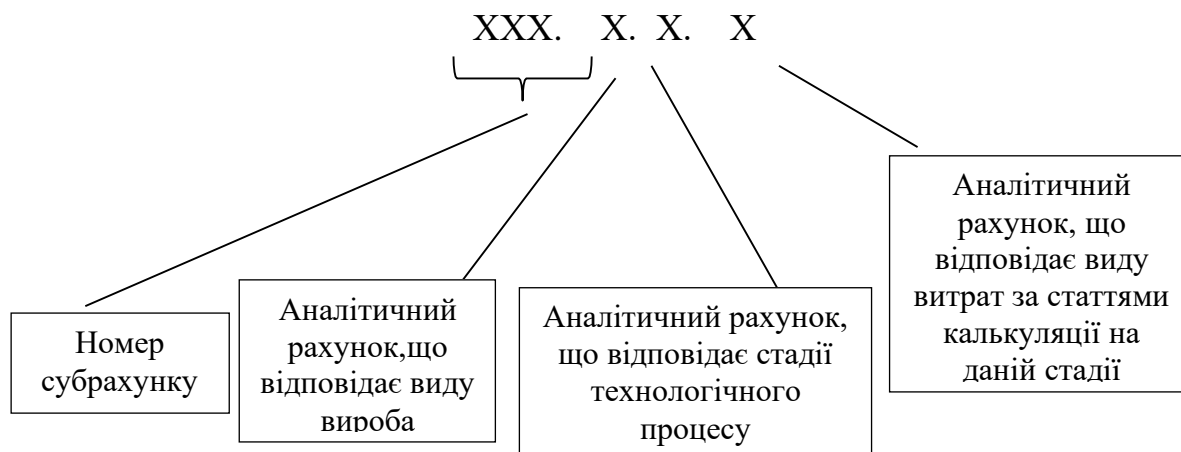 XXX. X. X. X
Номер
субрахунку
Аналітичний
рахунок,що
відповідає виду
вироба
Аналітичний рахунок,
що відповідає стадії
технологічного
процесу
Аналітичний
рахунок, що
відповідає виду
витрат за статтями
калькуляції на
даній стадії